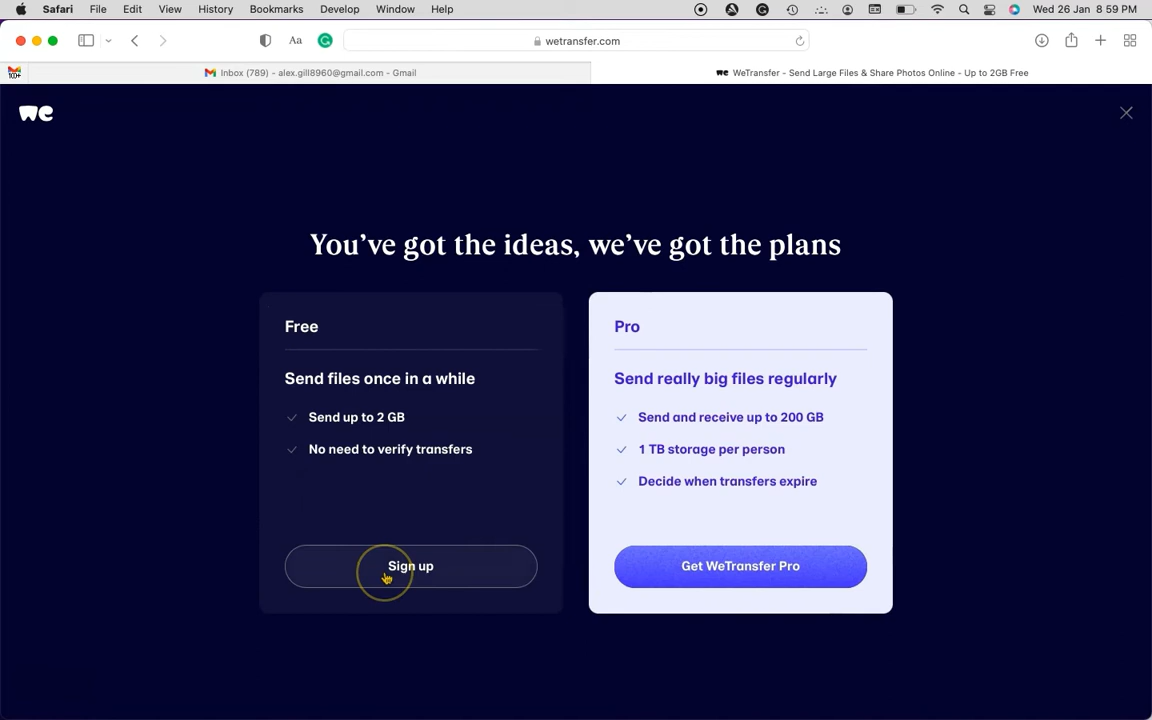 Safari File Edit View History Bookmarks Develop Window Help Wed 26 Jan 8:59 PM
AA wetransfer.com
100+ Inbox (789) - alex.gill8960@gmail.com - Gmail we WeTransfer - Send Large Files & Share Photos Online - Up to 2GB Free
we
You've got the ideas, we've got the plans
Free
Send files once in a while
Send up to 2 GB
No need to verify transfers
Sign up
Pro
Send really big files regularly
Send and receive up to 200 GB
1 TB storage per person
Decide when transfers expire
Get WeTransfer Pro